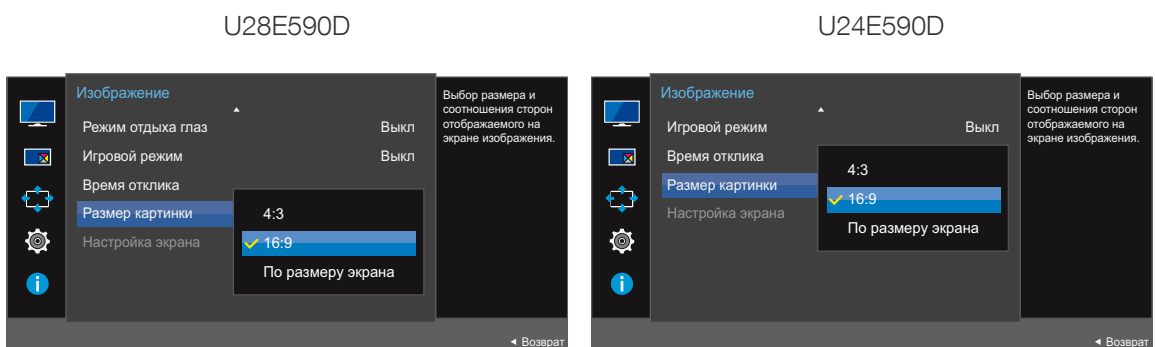 U28E590D
Изображение
Режим отдыха глаз Выкл
Игровой режим Выкл
Время отклика
Размер картинки
Настройка экрана
4:3
16:9
По размеру экрана
Выбор размера и
соотношения сторон
отображаемого на
экране изображения.
Возврат
U24E590D
Изображение
Игровой режим Выкл
Время отклика
Размер картинки
Настройка экрана
4:3
16:9
По размеру экрана
Выбор размера и
соотношения сторон
отображаемого на
экране изображения.
Возврат